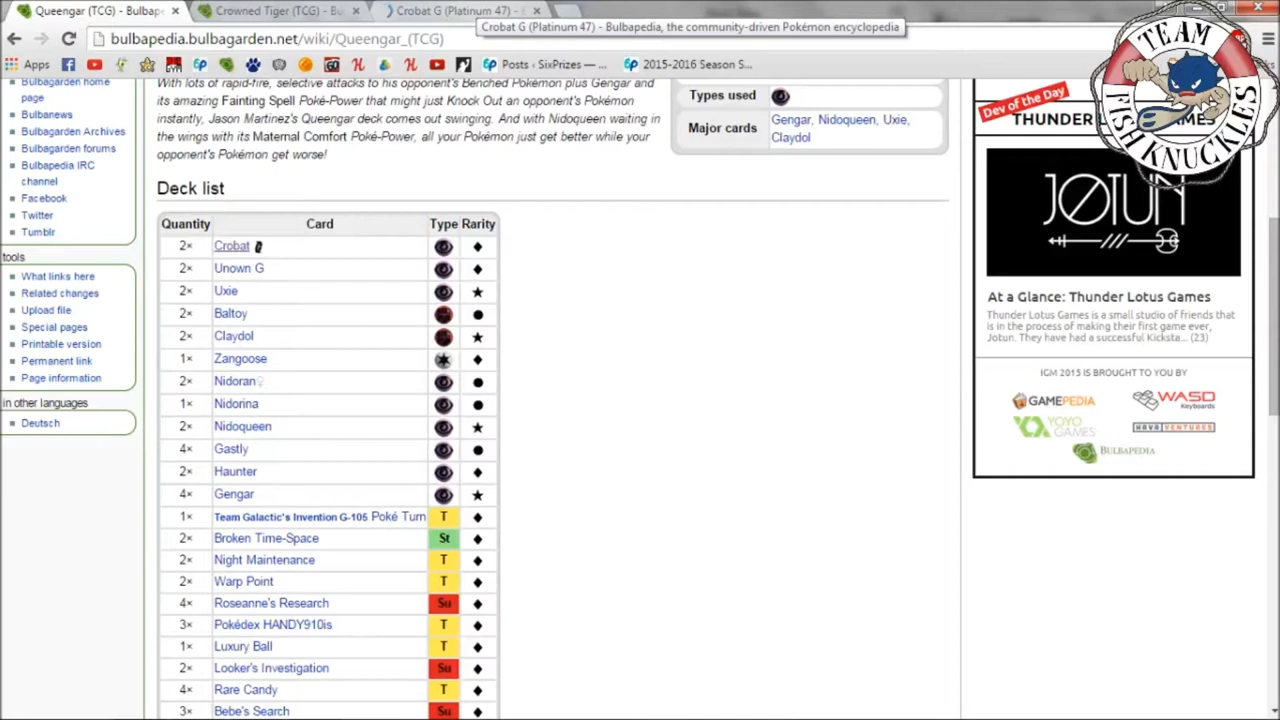 Queengar (TCG) - Bulbape
Crowned Tiger (TCG) - Bul
Crobat G (Platinum 47) -
Crobat G (Platinum 47) - Bulbapedia, the community-driven Pokémon encyclopedia
bulbapedia.bulbagarden.net/wiki/Queengar_(TCG)
Apps
Posts ‹ SixPrizes —...
2015-2016 Season S...
TEAM
FISH KNUCKLES
Bulbagarden home
page
Bulbanews
Bulbagarden Archives
Bulbagarden forums
Bulbapedia IRC
channel
Facebook
Twitter
Tumblr
tools
What links here
Related changes
Upload file
Special pages
Printable version
Permanent link
Page information
in other languages
Deutsch
With lots of rapid-fire, selective attacks to his opponent's Benched Pokémon plus Gengar and
its amazing Fainting Spell Poké-Power that might just Knock Out an opponent's Pokémon
instantly, Jason Martinez's Queengar deck comes out swinging. And with Nidoqueen waiting in
the wings with its Maternal Comfort Poké-Power, all your Pokémon just get better while your
opponent's Pokémon get worse!
Types used
Major cards
Gengar, Nidoqueen, Uxie,
Claydol
Deck list
Quantity Card Type Rarity
2× Crobat
2× Unown G
2× Uxie
2× Baltoy
2× Claydol
1× Zangoose
2× Nidoran♀
1× Nidorina
2× Nidoqueen
4× Gastly
2× Haunter
4× Gengar
1× Team Galactic's Invention G-105 Poké Turn T
2× Broken Time-Space St
2× Night Maintenance T
2× Warp Point T
4× Roseanne's Research Su
3× Pokédex HANDY910is T
1× Luxury Ball T
2× Looker's Investigation Su
4× Rare Candy T
3× Bebe's Search Su
Dev of the Day
THUNDER
JOTUN
At a Glance: Thunder Lotus Games
Thunder Lotus Games is a small studio of friends that
is in the process of making their first game ever,
Jotun. They have had a successful Kicksta... (23)
IGM 2015 IS BROUGHT TO YOU BY
GAMEPEDIA
WASD
Keyboards
YOYO
GAMES
HAVA VENTURES
BULBAPEDIA